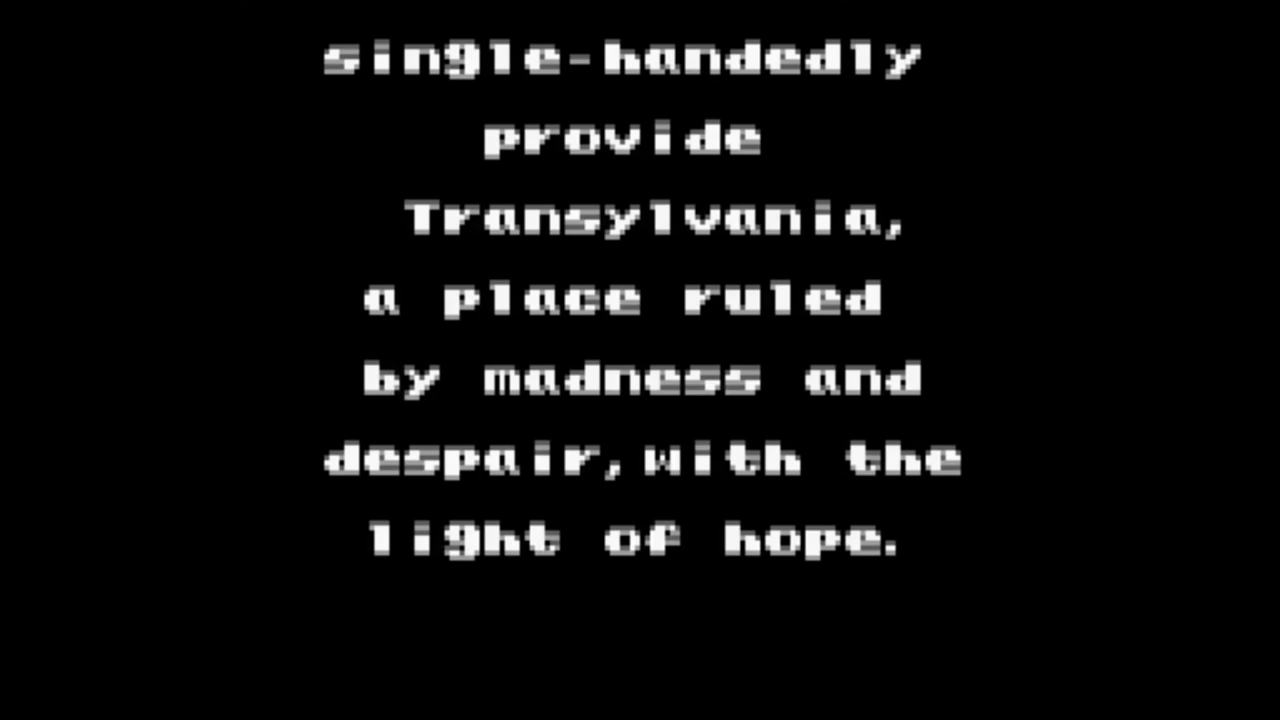 single-handedly
provide
Transylvania,
a place ruled
by madness and
despair,with the
light of hope.